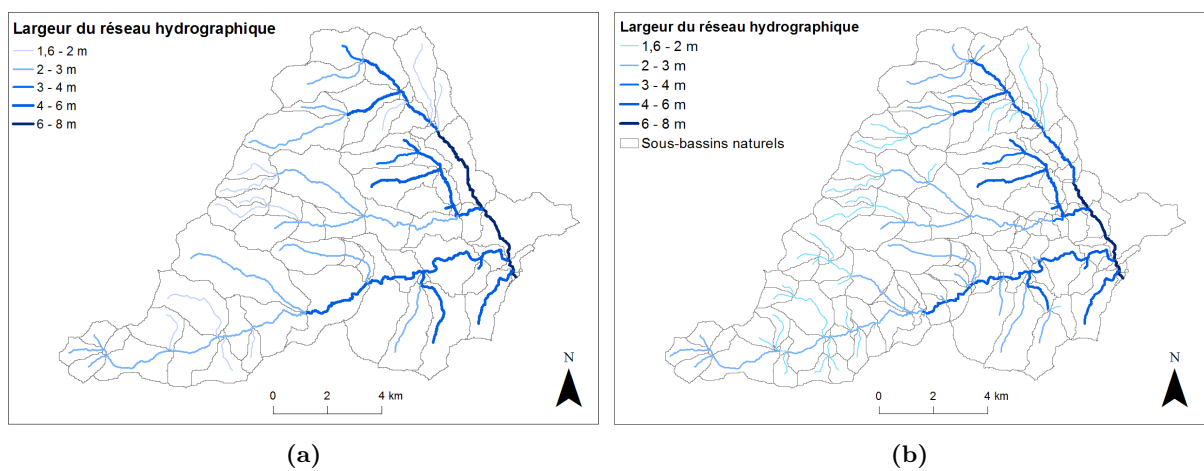 Largeur du réseau hydrographique
1,6 - 2 m
2 - 3 m
3 - 4 m
4 - 6 m
6 - 8 m
N
0 2 4 km
(a)
Largeur du réseau hydrographique
1,6 - 2 m
2 - 3 m
3 - 4 m
4 - 6 m
6 - 8 m
Sous-bassins naturels
N
0 2 4 km
(b)